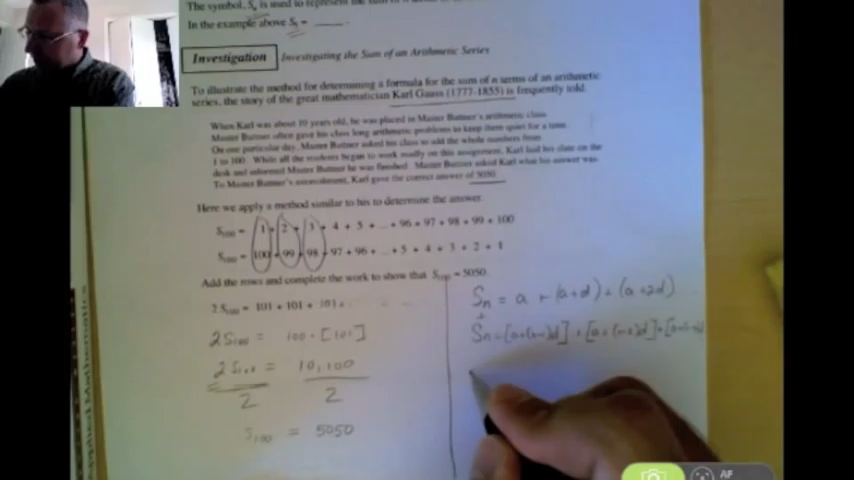 The symbol, Sn is used to represent the sum of
In the example above S5 = ____.
Investigation Investigating the Sum of an Arithmetic Series
To illustrate the method for determining a formula for the sum of n terms of an arithmetic
series, the story of the great mathematician Karl Gauss (1777-1855) is frequently told.
When Karl was about 10 years old, he was placed in Master Buttner's arithmetic class.
Master Buttner often gave his class long arithmetic problems to keep them quiet for a time.
On one particular day, Master Buttner asked his class to add the whole numbers from
1 to 100. While all the students began to work madly on this assignment, Karl laid his slate on the
desk and informed Master Buttner he was finished. Master Buttner asked Karl what his answer was.
To Master Buttner's astonishment, Karl gave the correct answer of 5050.
Here we apply a method similar to his to determine the answer.
S100 = 1 + 2 + 3 + 4 + 5 + ... + 96 + 97 + 98 + 99 + 100
S100 = 100 + 99 + 98 + 97 + 96 + ... + 5 + 4 + 3 + 2 + 1
Add the rows and complete the work to show that S100 = 5050.
2S100 = 101 + 101 + 101 + . . .
2S100 = 100 · [101]
2S100 = 10,100
2 2
S100 = 5050
Sn = a + (a+d) + (a+2d)
+
Sn = [a+(n-1)d] + [a+(n-2)d] +
Applied Mathematics
AF